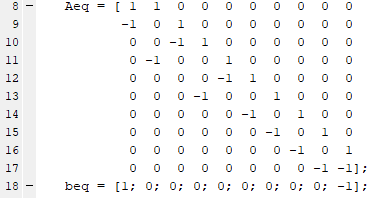 8 — Aeq = [ 1 1 0 0 0 0 0 0 0 0
9 -1 0 1 0 0 0 0 0 0 0
10 0 0 -1 1 0 0 0 0 0 0
11 0 -1 0 0 1 0 0 0 0 0
12 0 0 0 0 -1 1 0 0 0 0
13 0 0 0 -1 0 0 1 0 0 0
14 0 0 0 0 0 -1 0 1 0 0
15 0 0 0 0 0 0 -1 0 1 0
16 0 0 0 0 0 0 0 -1 0 1
17 0 0 0 0 0 0 0 0 -1 -1];
18 — beq = [1; 0; 0; 0; 0; 0; 0; 0; 0; -1];